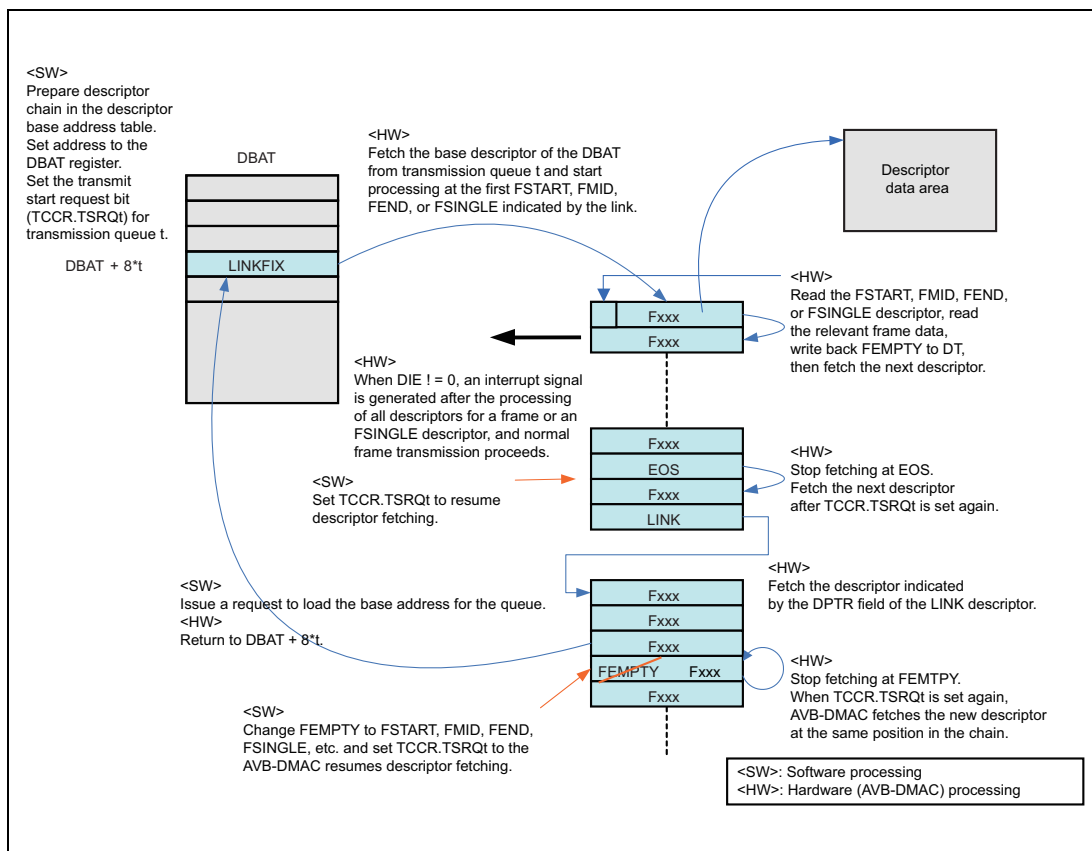 <SW>
Prepare descriptor
chain in the descriptor
base address table.
Set address to the
DBAT register.
Set the transmit
start request bit
(TCCR.TSRQt) for
transmission queue t.
DBAT
DBAT + 8*t
LINKFIX
<HW>
Fetch the base descriptor of the DBAT
from transmission queue t and start
processing at the first FSTART, FMID,
FEND, or FSINGLE indicated by the link.
Descriptor
data area
Fxxx
Fxxx
<HW>
Read the FSTART, FMID, FEND,
or FSINGLE descriptor, read
the relevant frame data,
write back FEMPTY to DT,
then fetch the next descriptor.
<HW>
When DIE ! = 0, an interrupt signal
is generated after the processing
of all descriptors for a frame or an
FSINGLE descriptor, and normal
frame transmission proceeds.
Fxxx
EOS
Fxxx
LINK
<HW>
Stop fetching at EOS.
Fetch the next descriptor
after TCCR.TSRQt is set again.
<SW>
Set TCCR.TSRQt to resume
descriptor fetching.
<HW>
Fetch the descriptor indicated
by the DPTR field of the LINK descriptor.
<SW>
Issue a request to load the base address for the queue.
<HW>
Return to DBAT + 8*t.
Fxxx
Fxxx
Fxxx
FEMPTY Fxxx
Fxxx
<HW>
Stop fetching at FEMTPY.
When TCCR.TSRQt is set again,
AVB-DMAC fetches the new descriptor
at the same position in the chain.
<SW>
Change FEMPTY to FSTART, FMID, FEND,
FSINGLE, etc. and set TCCR.TSRQt to the
AVB-DMAC resumes descriptor fetching.
<SW>: Software processing
<HW>: Hardware (AVB-DMAC) processing